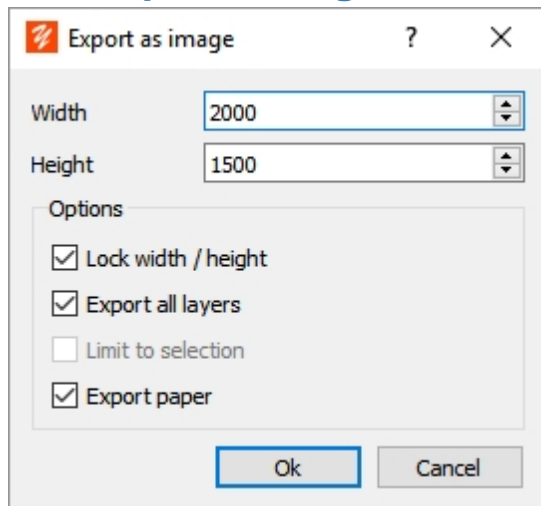 Export as image ?
Width 2000
Height 1500
Options
Lock width / height
Export all layers
Limit to selection
Export paper
Ok Cancel